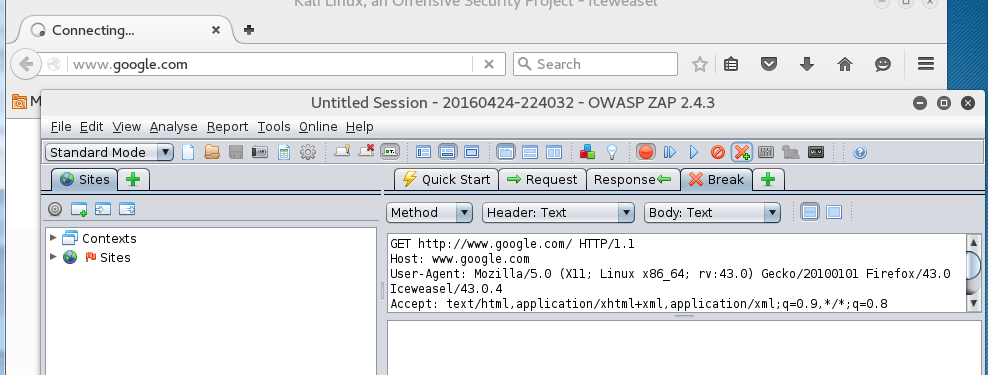 Kali Linux, an Offensive Security Project - Iceweasel
Connecting...
www.google.com
Search
M
Untitled Session - 20160424-224032 - OWASP ZAP 2.4.3
File Edit View Analyse Report Tools Online Help
Standard Mode
Sites
Quick Start
Request
Response
Break
Method
Header: Text
Body: Text
Contexts
Sites
GET http://www.google.com/ HTTP/1.1
Host: www.google.com
User-Agent: Mozilla/5.0 (X11; Linux x86_64; rv:43.0) Gecko/20100101 Firefox/43.0
Iceweasel/43.0.4
Accept: text/html,application/xhtml+xml,application/xml;q=0.9,*/*;q=0.8